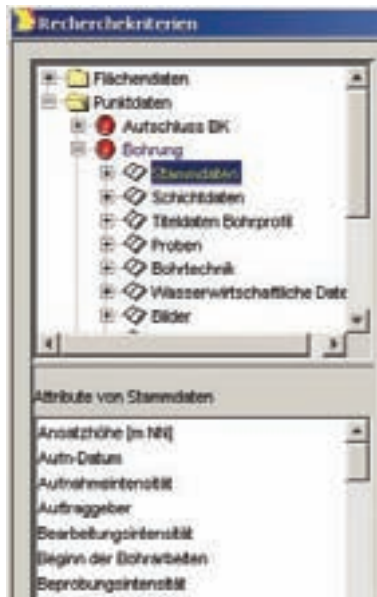 Recherchekriterien
Flächendaten
Punktdaten
Aufschluss BK
Bohrung
Stammdaten
Schichtdaten
Titeldaten Bohrprofil
Proben
Bohrtechnik
Wasserwirtschaftliche Date
Bilder
Attribute von Stammdaten
Ansatzhöhe [m NN]
Aufn-Datum
Aufnahmeintensität
Auftraggeber
Bearbeitungsintensität
Beginn der Bohrarbeiten
Beprobungsintensität